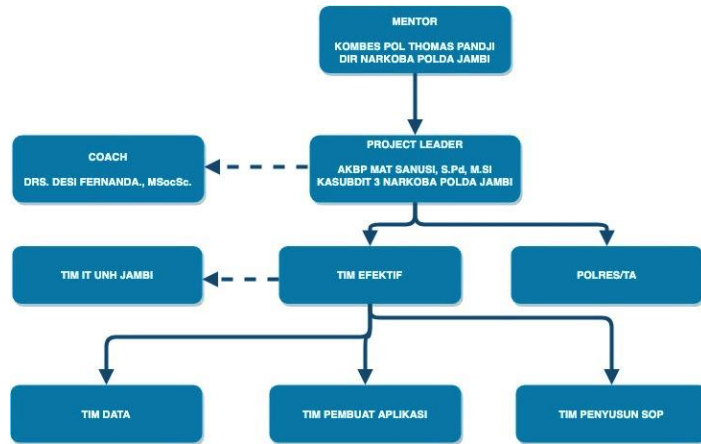 MENTOR
KOMBES POL THOMAS PANDJI
DIR NARKOBA POLDA JAMBI
COACH
DRS. DESI FERNANDA., MSocSc.
PROJECT LEADER
AKBP MAT SANUSI, S.Pd, M.SI
KASUBDIT 3 NARKOBA POLDA JAMBI
TIM IT UNH JAMBI
TIM EFEKTIF
POLRES/TA
TIM DATA
TIM PEMBUAT APLIKASI
TIM PENYUSUN SOP